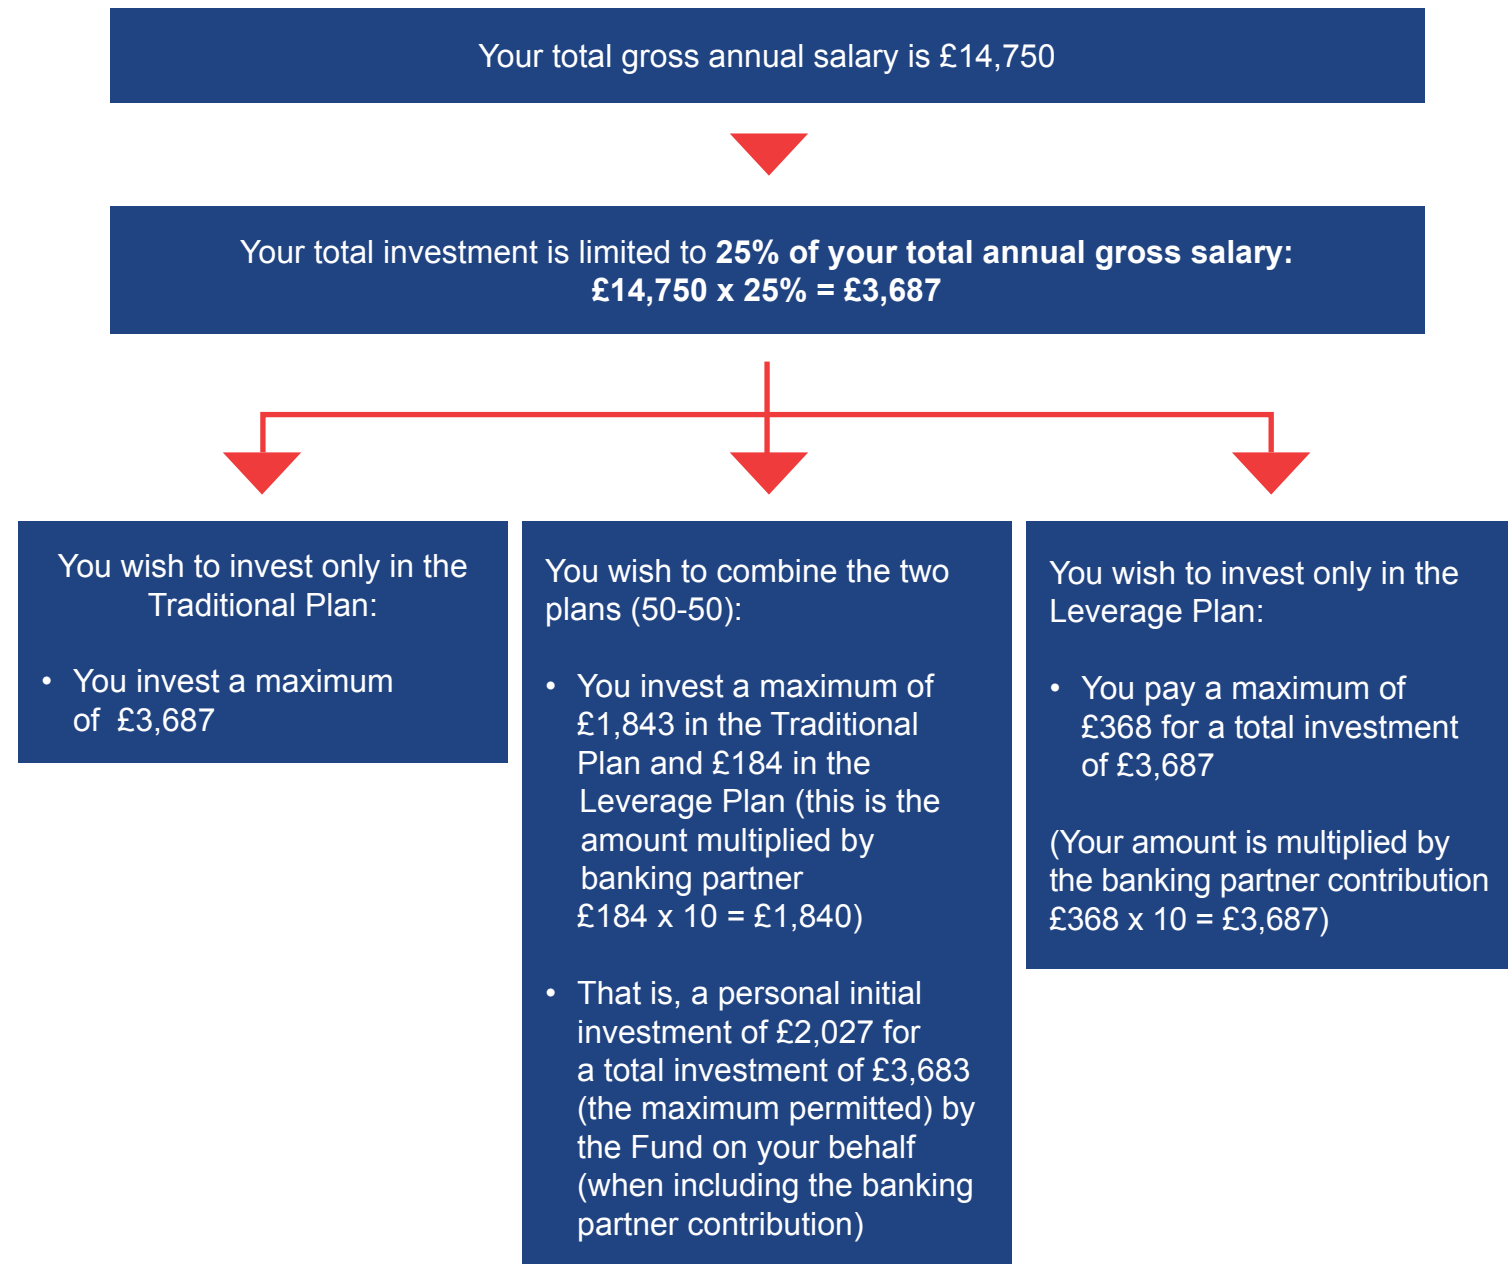 Your total gross annual salary is £14,750
Your total investment is limited to 25% of your total annual gross salary:
£14,750 x 25% = £3,687
You wish to invest only in the
Traditional Plan:
• You invest a maximum
of £3,687
You wish to combine the two
plans (50-50):
• You invest a maximum of
£1,843 in the Traditional
Plan and £184 in the
Leverage Plan (this is the
amount multiplied by
banking partner
£184 x 10 = £1,840)
• That is, a personal initial
investment of £2,027 for
a total investment of £3,683
(the maximum permitted) by
the Fund on your behalf
(when including the banking
partner contribution)
You wish to invest only in the
Leverage Plan:
• You pay a maximum of
£368 for a total investment
of £3,687
(Your amount is multiplied by
the banking partner contribution
£368 x 10 = £3,687)